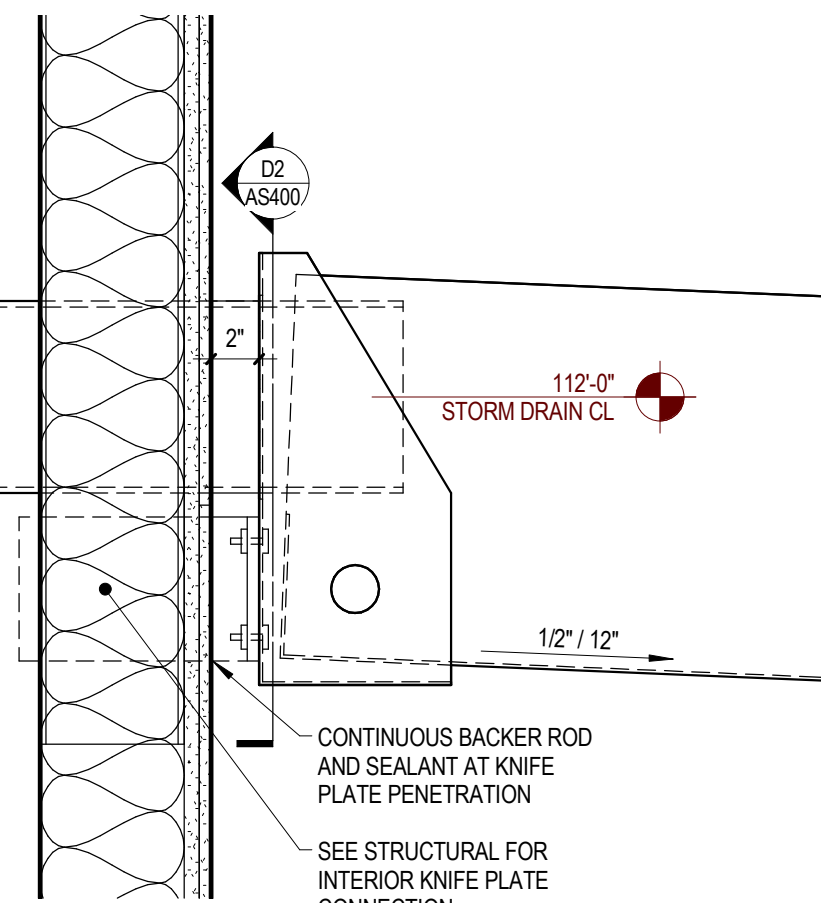 D2
AS400
2"
112'-0"
STORM DRAIN CL
1/2" / 12"
CONTINUOUS BACKER ROD
AND SEALANT AT KNIFE
PLATE PENETRATION
SEE STRUCTURAL FOR
INTERIOR KNIFE PLATE
CONNECTION